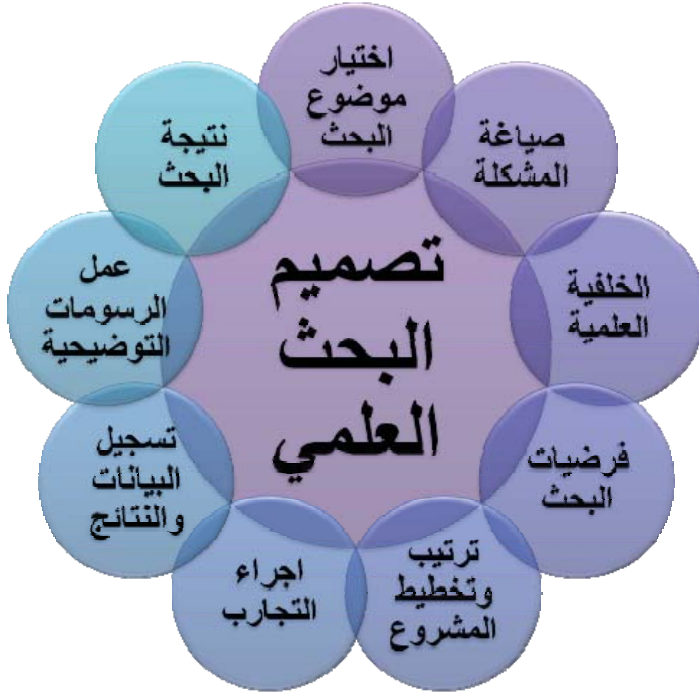 تصميم
البحث
العلمي
اختيار
موضوع
البحث
صياغة
المشكلة
الخلفية
العلمية
فرضيات
البحث
ترتيب
وتخطيط
المشروع
اجراء
التجارب
تسجيل
البيانات
والنتائج
عمل
الرسومات
التوضيحية
نتيجة
البحث